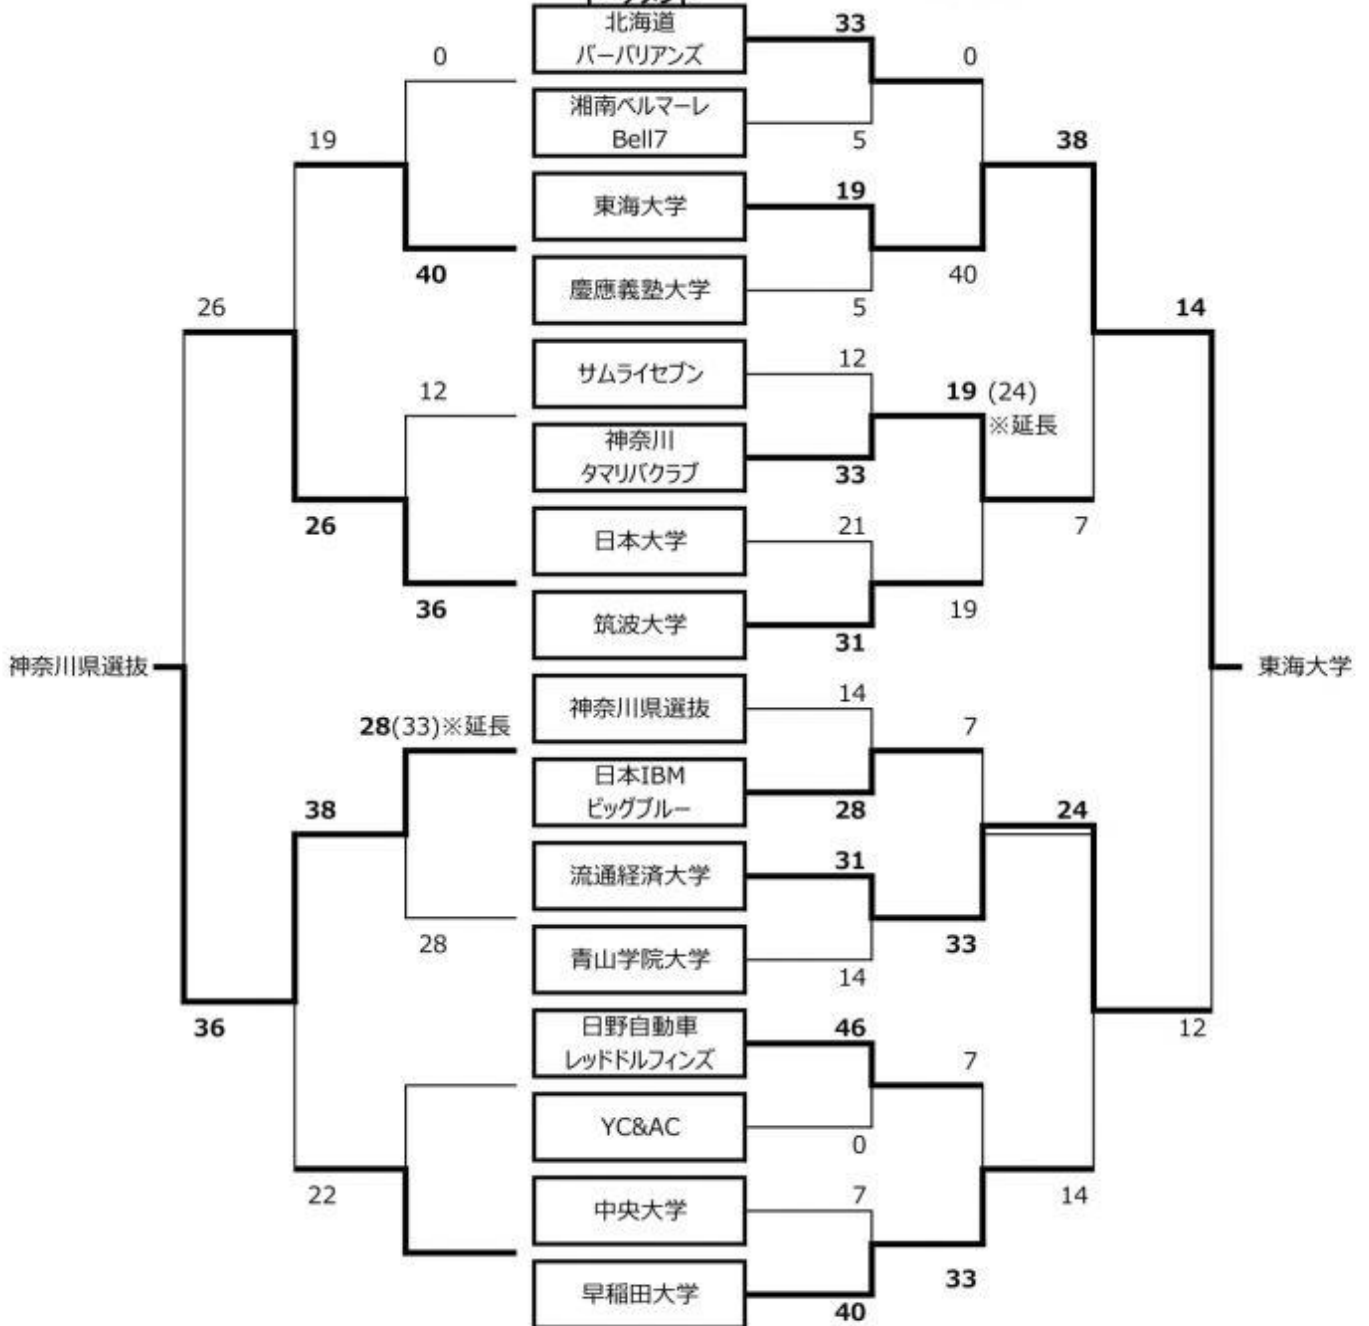 北海道
バーバリアンズ
33
0
0
湘南ベルマーレ
Bell7
5
19
38
東海大学
19
40
慶應義塾大学
5
40
26
14
サムライセブン
12
12
19 (24)
※延長
神奈川
タマリバクラブ
33
26
日本大学
21
7
36
筑波大学
31
19
神奈川県選抜
東海大学
神奈川県選抜
14
28(33)※延長
7
日本IBM
ビッグブルー
28
38
24
流通経済大学
31
28
青山学院大学
14
33
36
日野自動車
レッドドルフィンズ
46
12
7
YC&AC
0
22
中央大学
7
14
早稲田大学
40
33